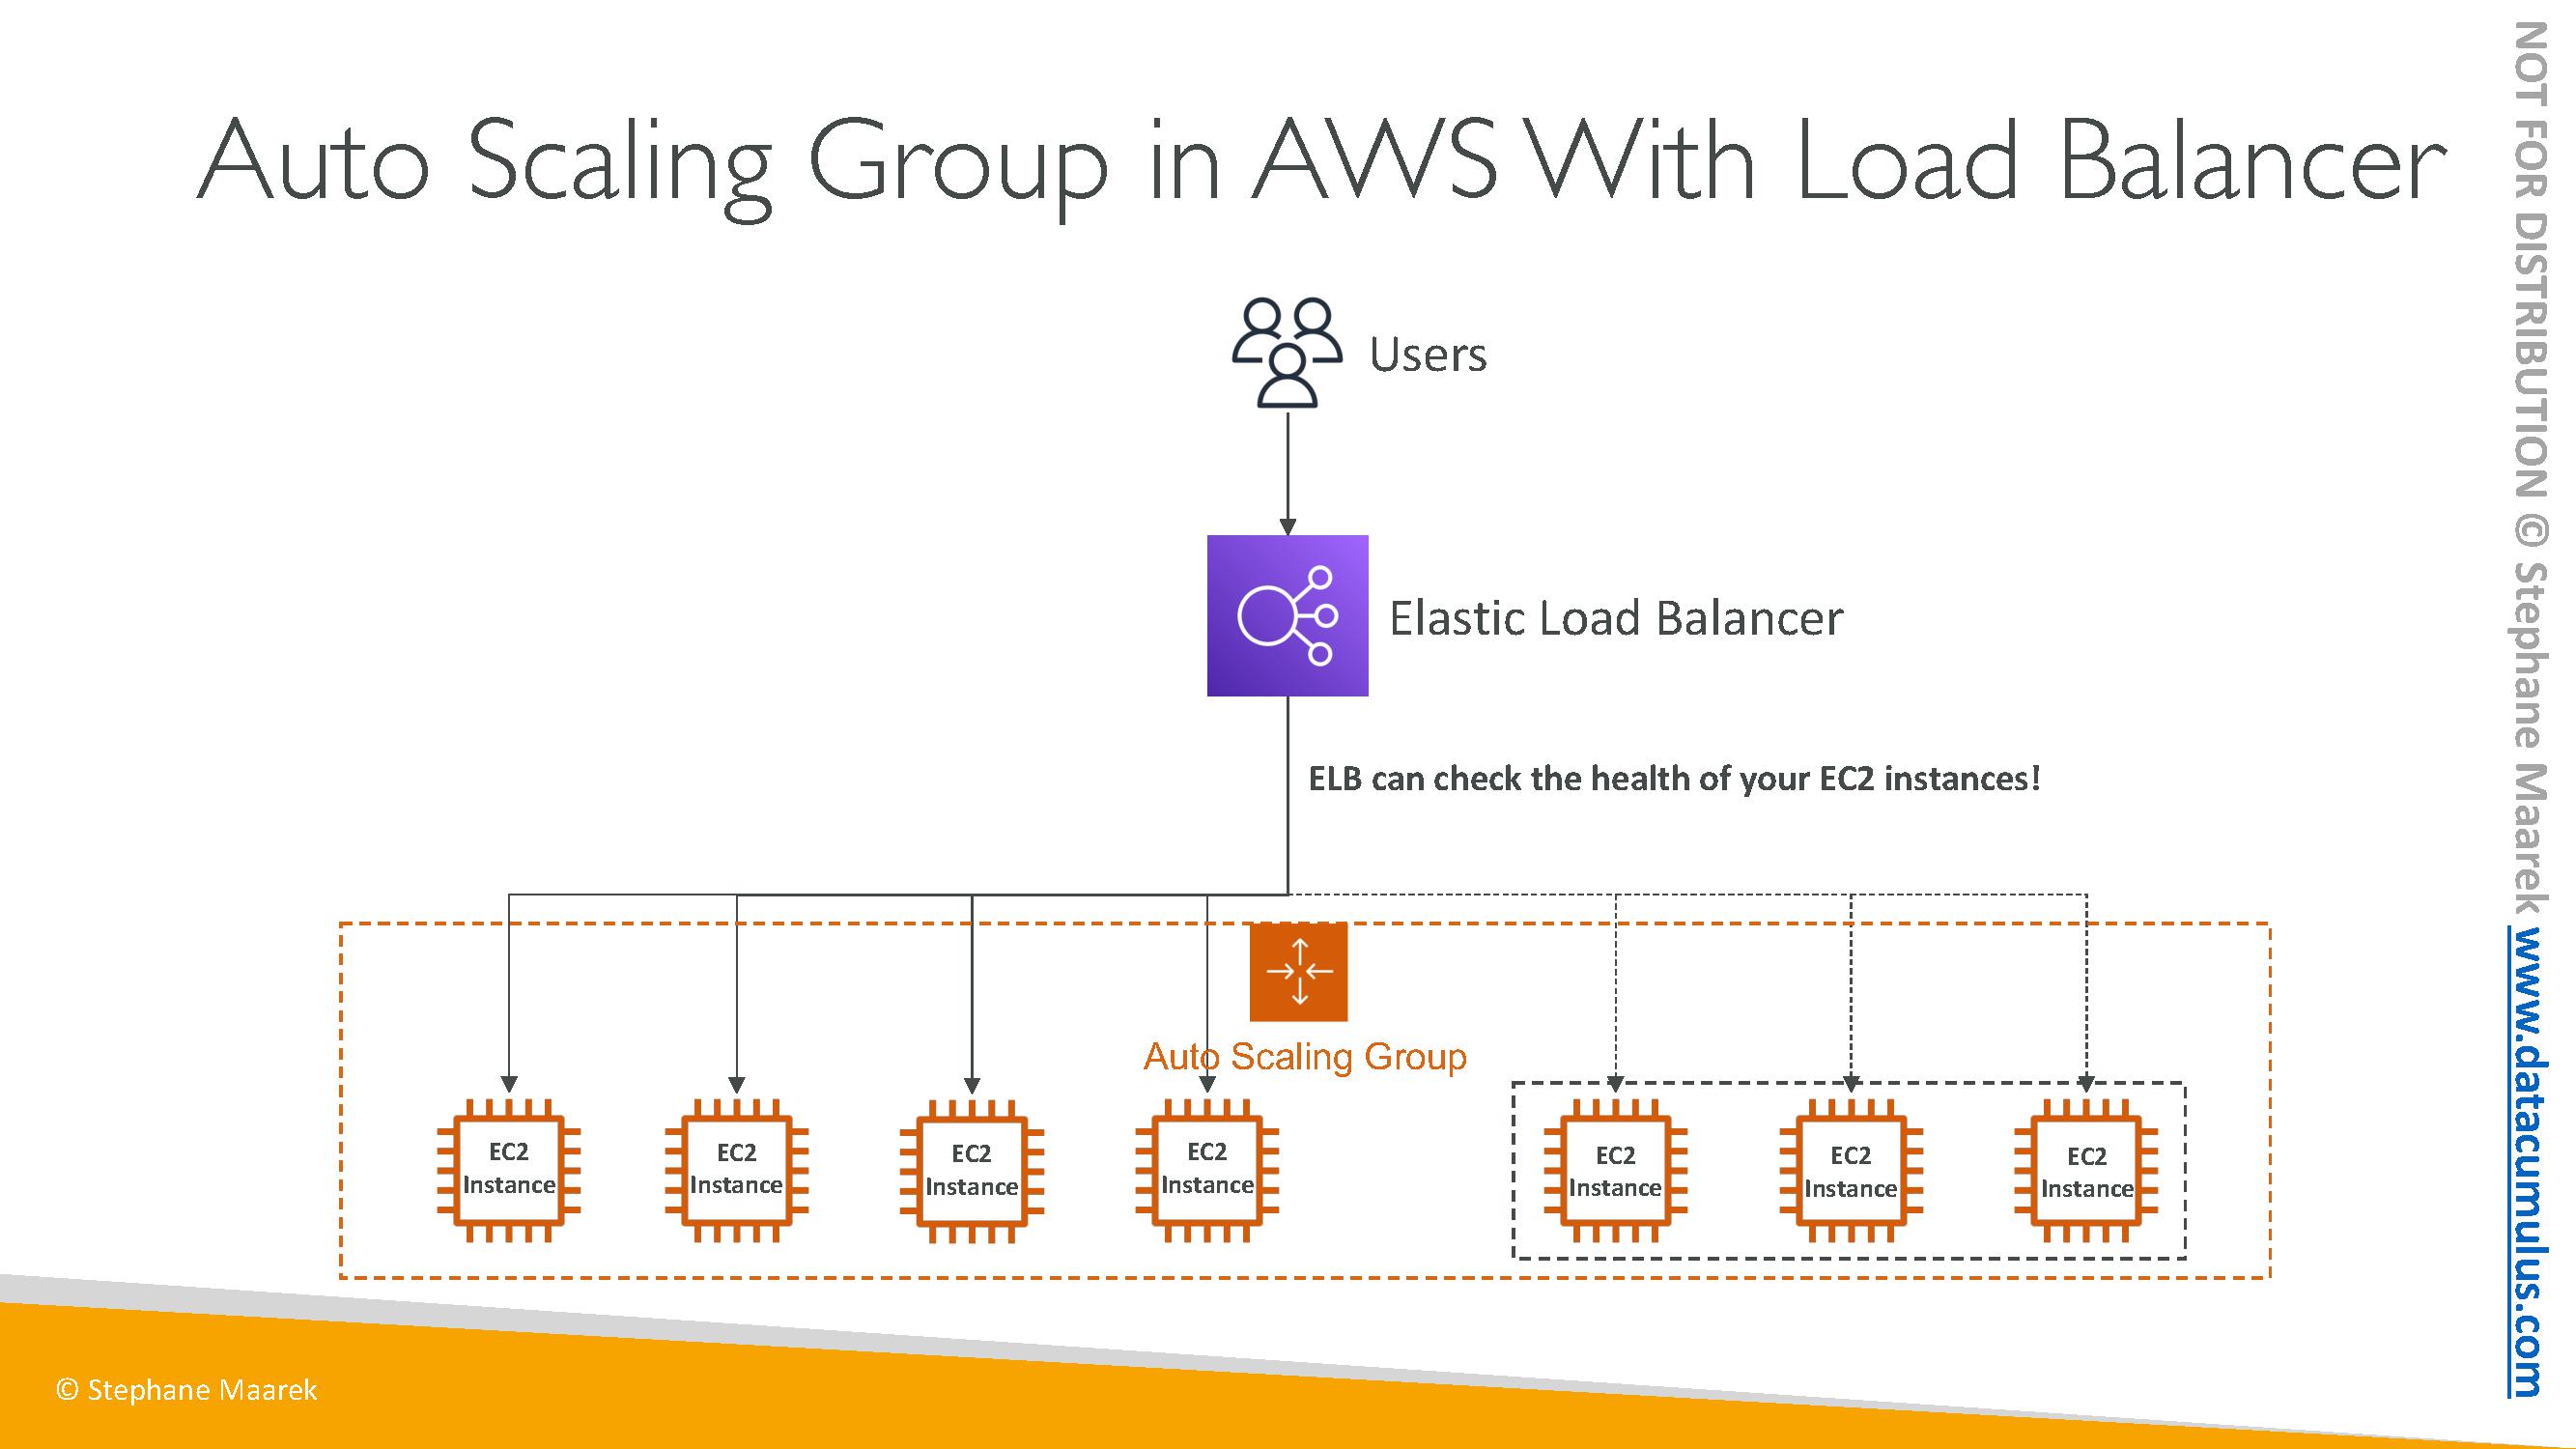 Auto Scaling Group in AWS With Load Balancer
Users
Elastic Load Balancer
ELB can check the health of your EC2 instances!
Auto Scaling Group
EC2
Instance
EC2
Instance
EC2
Instance
EC2
Instance
EC2
Instance
EC2
Instance
EC2
Instance
© Stephane Maarek
NOT FOR DISTRIBUTION © Stephane Maarek www.datacumulus.com